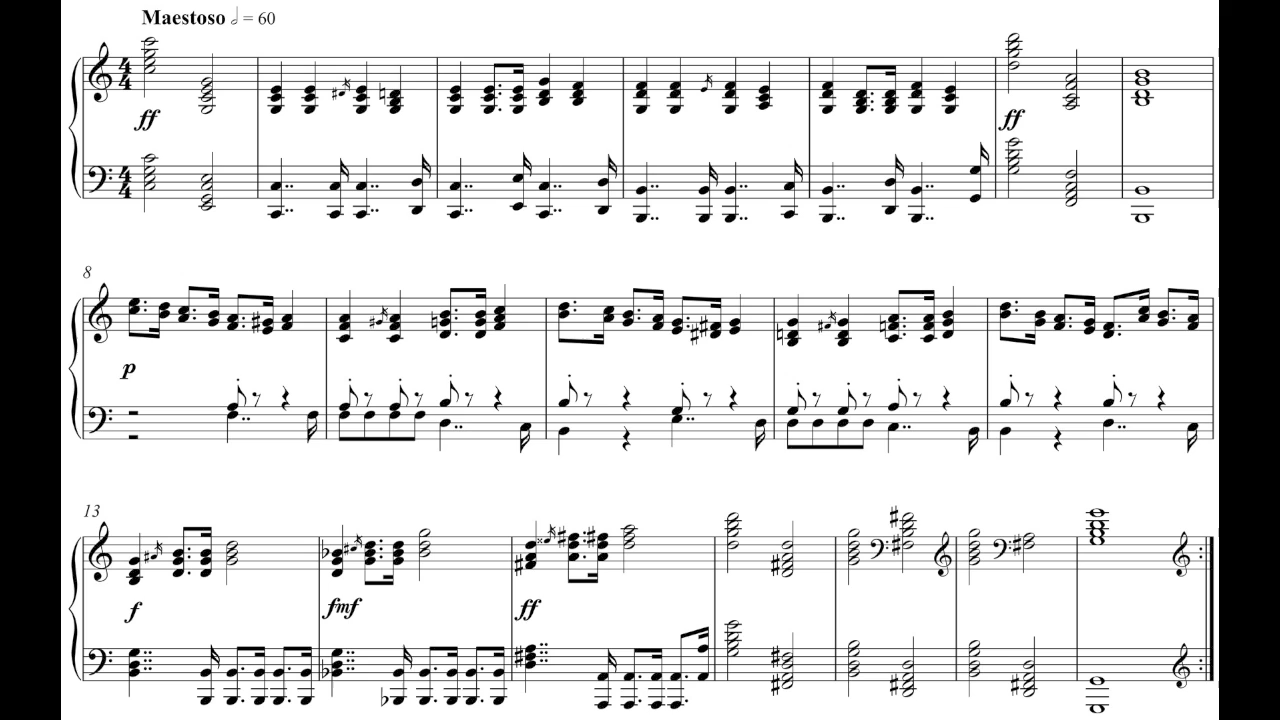 Maestoso 𝅗𝅥 = 60
ff
ff
8
p
13
f
fmf
ff